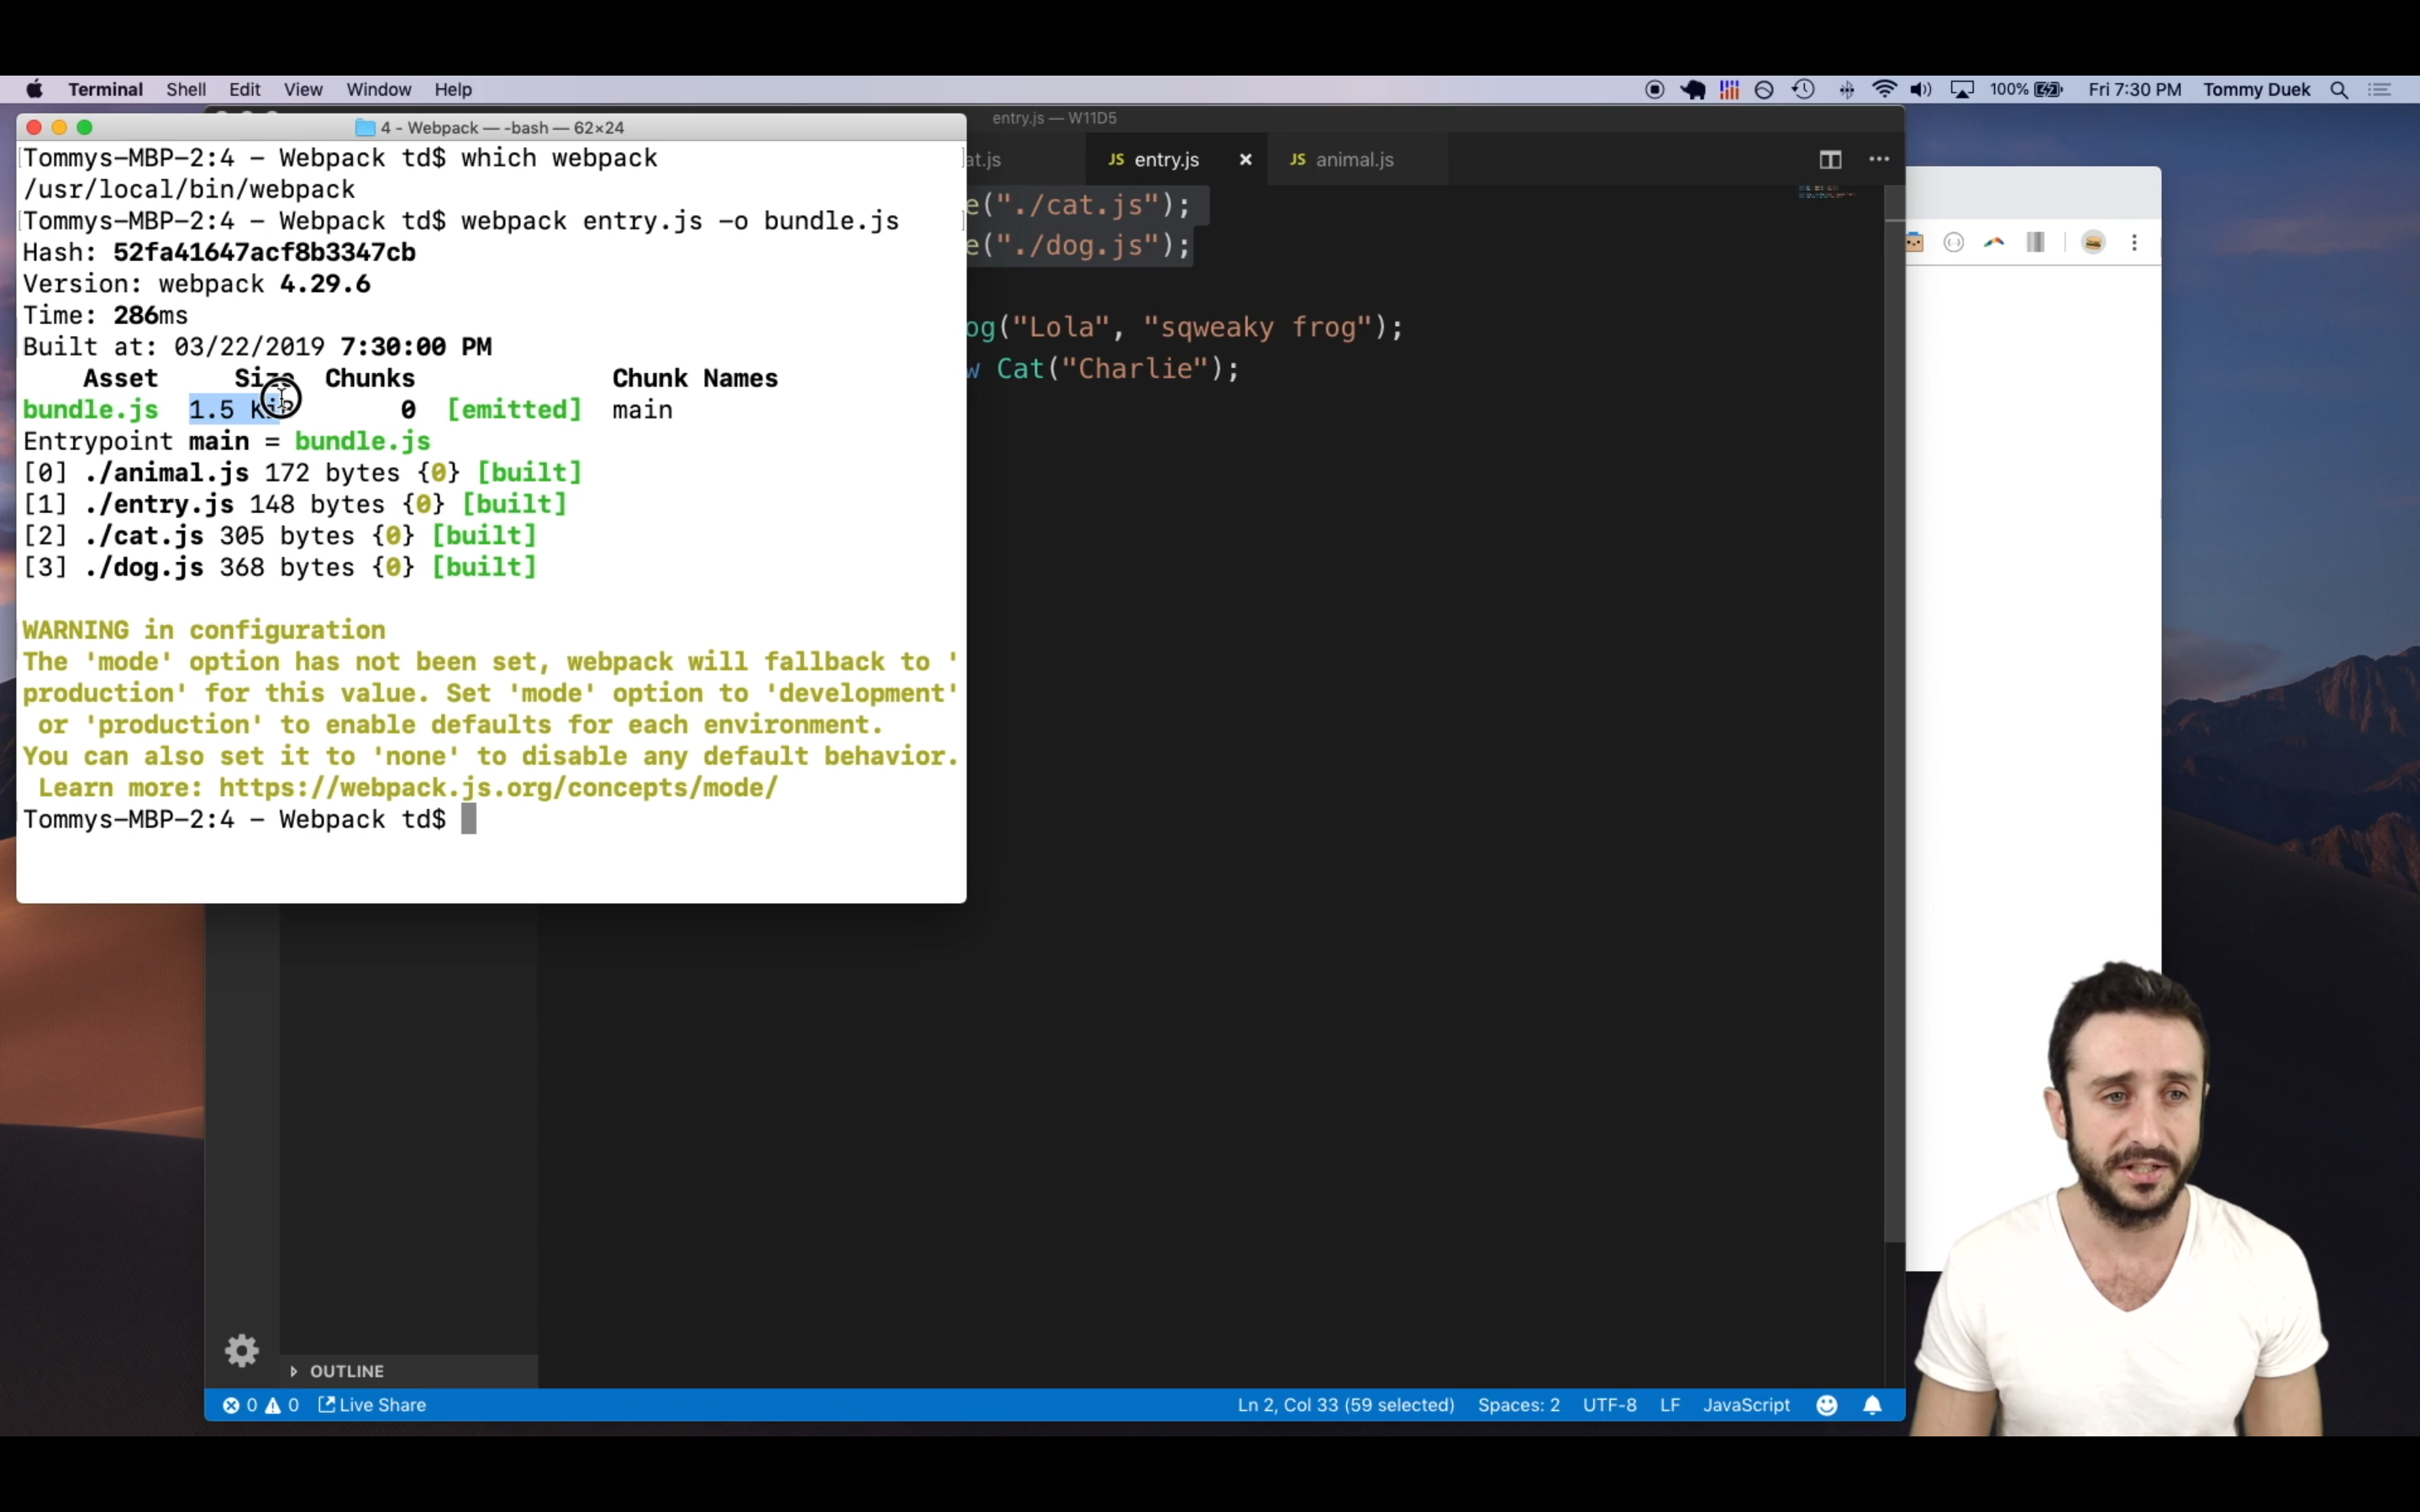 Terminal Shell Edit View Window Help 100% Fri 7:30 PM Tommy Duek
4 - Webpack — -bash — 62×24
Tommys-MBP-2:4 - Webpack td$ which webpack
/usr/local/bin/webpack
Tommys-MBP-2:4 - Webpack td$ webpack entry.js -o bundle.js
Hash: 52fa41647acf8b3347cb
Version: webpack 4.29.6
Time: 286ms
Built at: 03/22/2019 7:30:00 PM
Asset Size Chunks Chunk Names
bundle.js 1.5 KiB 0 [emitted] main
Entrypoint main = bundle.js
[0] ./animal.js 172 bytes {0} [built]
[1] ./entry.js 148 bytes {0} [built]
[2] ./cat.js 305 bytes {0} [built]
[3] ./dog.js 368 bytes {0} [built]
WARNING in configuration
The 'mode' option has not been set, webpack will fallback to '
production' for this value. Set 'mode' option to 'development'
or 'production' to enable defaults for each environment.
You can also set it to 'none' to disable any default behavior.
Learn more: https://webpack.js.org/concepts/mode/
Tommys-MBP-2:4 - Webpack td$
entry.js — W11D5
at.js JS entry.js JS animal.js
e("./cat.js");
e("./dog.js");
og("Lola", "sqweaky frog");
w Cat("Charlie");
OUTLINE
0 0 Live Share Ln 2, Col 33 (59 selected) Spaces: 2 UTF-8 LF JavaScript